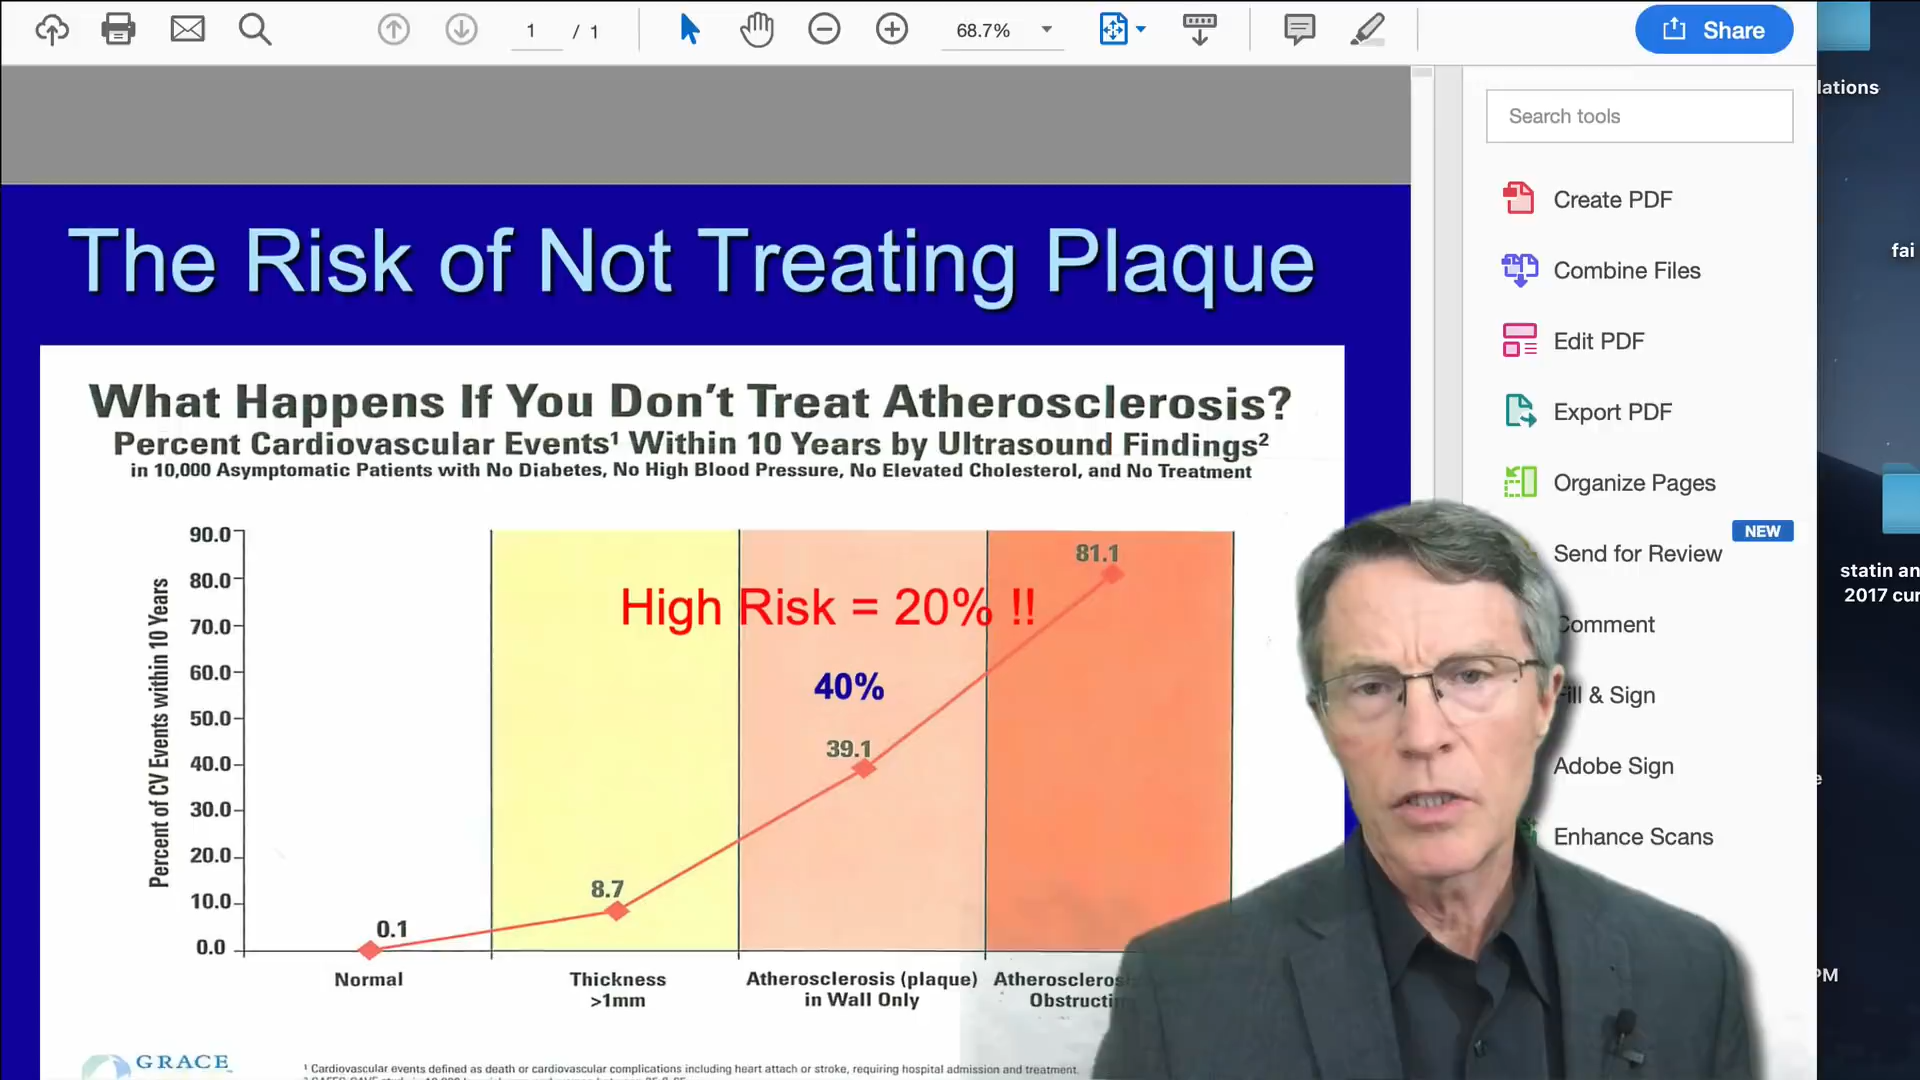 1 / 1
68.7%
Share
lations
Search tools
Create PDF
Combine Files
Edit PDF
Export PDF
Organize Pages
NEW
Send for Review
Comment
Fill & Sign
Adobe Sign
Enhance Scans
fai
statin an
2017 cur
e
PM
The Risk of Not Treating Plaque
What Happens If You Don't Treat Atherosclerosis?
Percent Cardiovascular Events¹ Within 10 Years by Ultrasound Findings²
in 10,000 Asymptomatic Patients with No Diabetes, No High Blood Pressure, No Elevated Cholesterol, and No Treatment
Percent of CV Events within 10 Years
90.0
80.0
70.0
60.0
50.0
40.0
30.0
20.0
10.0
0.0
81.1
High Risk = 20% !!
40%
39.1
8.7
0.1
Normal
Thickness
>1mm
Atherosclerosis (plaque)
in Wall Only
Atheroscleros
Obstructin
GRACE
¹ Cardiovascular events defined as death or cardiovascular complications including heart attack or stroke, requiring hospital admission and treatment.